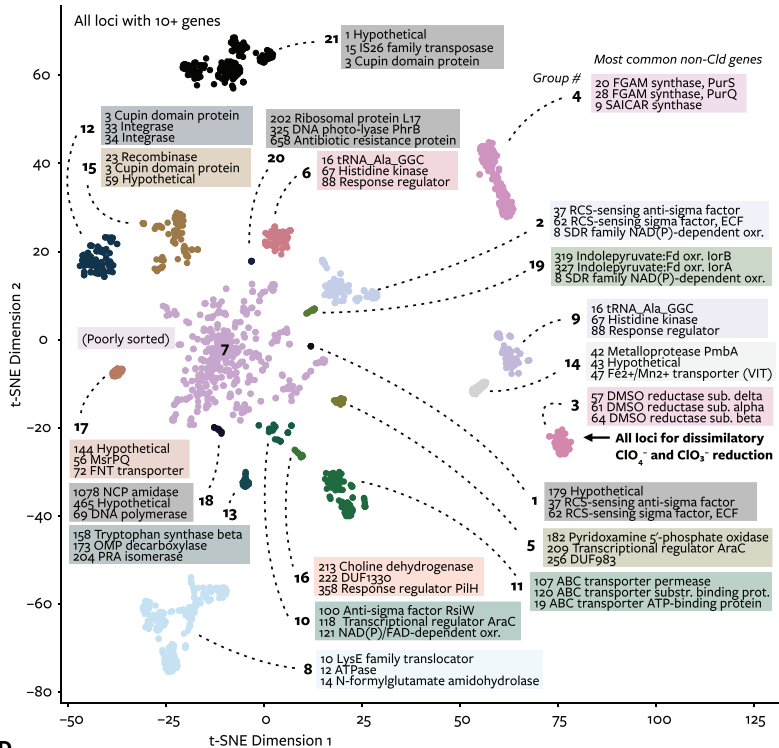 All loci with 10+ genes
21
1 Hypothetical
15 IS26 family transposase
3 Cupin domain protein
Most common non-Cld genes
Group #
4
20 FGAM synthase, PurS
28 FGAM synthase, PurQ
9 SAICAR synthase
12
3 Cupin domain protein
33 Integrase
34 Integrase
15
23 Recombinase
3 Cupin domain protein
59 Hypothetical
202 Ribosomal protein L17
325 DNA photo-lyase PhrB
658 Antibiotic resistance protein
20
6
16 tRNA_Ala_GGC
67 Histidine kinase
88 Response regulator
2
37 RCS-sensing anti-sigma factor
62 RCS-sensing sigma factor, ECF
8 SDR family NAD(P)-dependent oxr.
19
319 Indolepyruvate:Fd oxr. IorB
327 Indolepyruvate:Fd oxr. IorA
8 SDR family NAD(P)-dependent oxr.
9
16 tRNA_Ala_GGC
67 Histidine kinase
88 Response regulator
14
42 Metalloprotease PmbA
43 Hypothetical
47 Fe2+/Mn2+ transporter (VIT)
3
57 DMSO reductase sub. delta
61 DMSO reductase sub. alpha
64 DMSO reductase sub. beta
All loci for dissimilatory
ClO4⁻ and ClO3⁻ reduction
(Poorly sorted)
7
17
144 Hypothetical
56 MsrPQ
72 FNT transporter
1078 NCP amidase
465 Hypothetical
69 DNA polymerase
18
13
158 Tryptophan synthase beta
173 OMP decarboxylase
204 PRA isomerase
1
179 Hypothetical
37 RCS-sensing anti-sigma factor
62 RCS-sensing sigma factor, ECF
5
182 Pyridoxamine 5′-phosphate oxidase
209 Transcriptional regulator AraC
256 DUF983
11
107 ABC transporter permease
120 ABC transporter substr. binding prot.
19 ABC transporter ATP-binding protein
16
213 Choline dehydrogenase
222 DUF1330
358 Response regulator PilH
10
100 Anti-sigma factor RsiW
118 Transcriptional regulator AraC
121 NAD(P)/FAD-dependent oxr.
8
10 LysE family translocator
12 ATPase
14 N-formylglutamate amidohydrolase
60
40
20
0
−20
−40
−60
−80
t-SNE Dimension 2
−50
−25
0
25
50
75
100
125
t-SNE Dimension 1